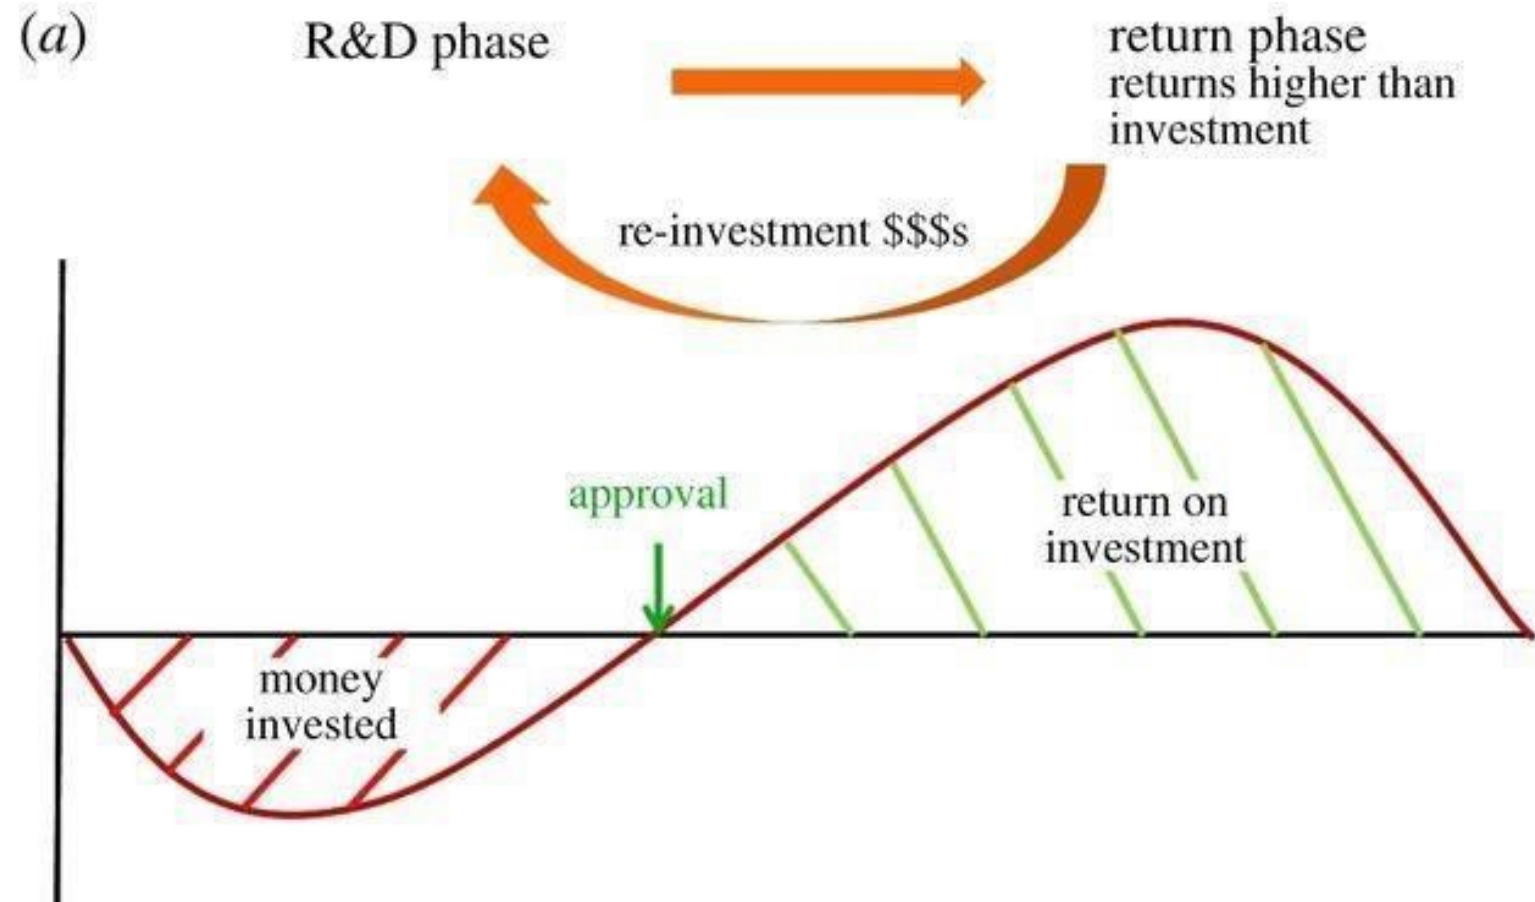 (a)
R&D phase
return phase
returns higher than
investment
re-investment $$$s
approval
return on
investment
money
invested